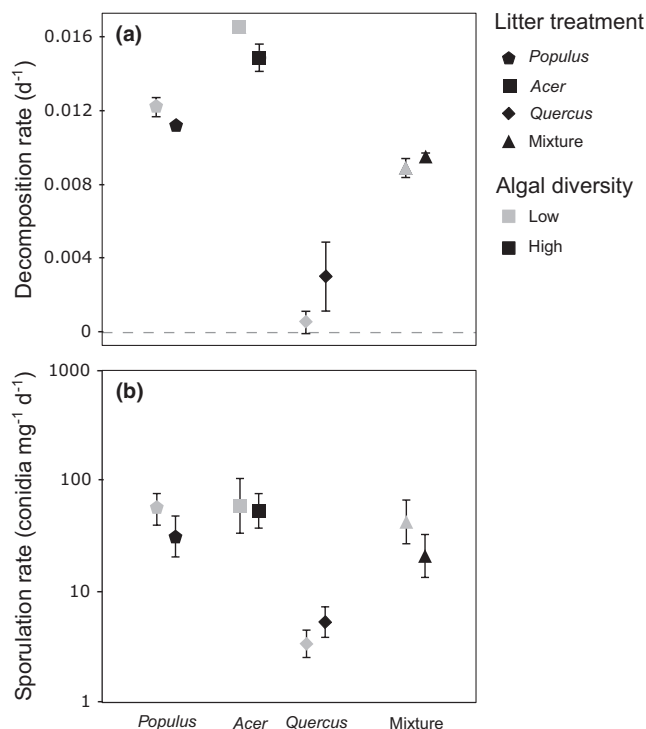 (a)
Decomposition rate (d⁻¹)
0.016
0.012
0.008
0.004
0
Litter treatment
Populus
Acer
Quercus
Mixture
Algal diversity
Low
High
(b)
Sporulation rate (conidia mg⁻¹ d⁻¹)
1000
100
10
1
Populus Acer Quercus Mixture